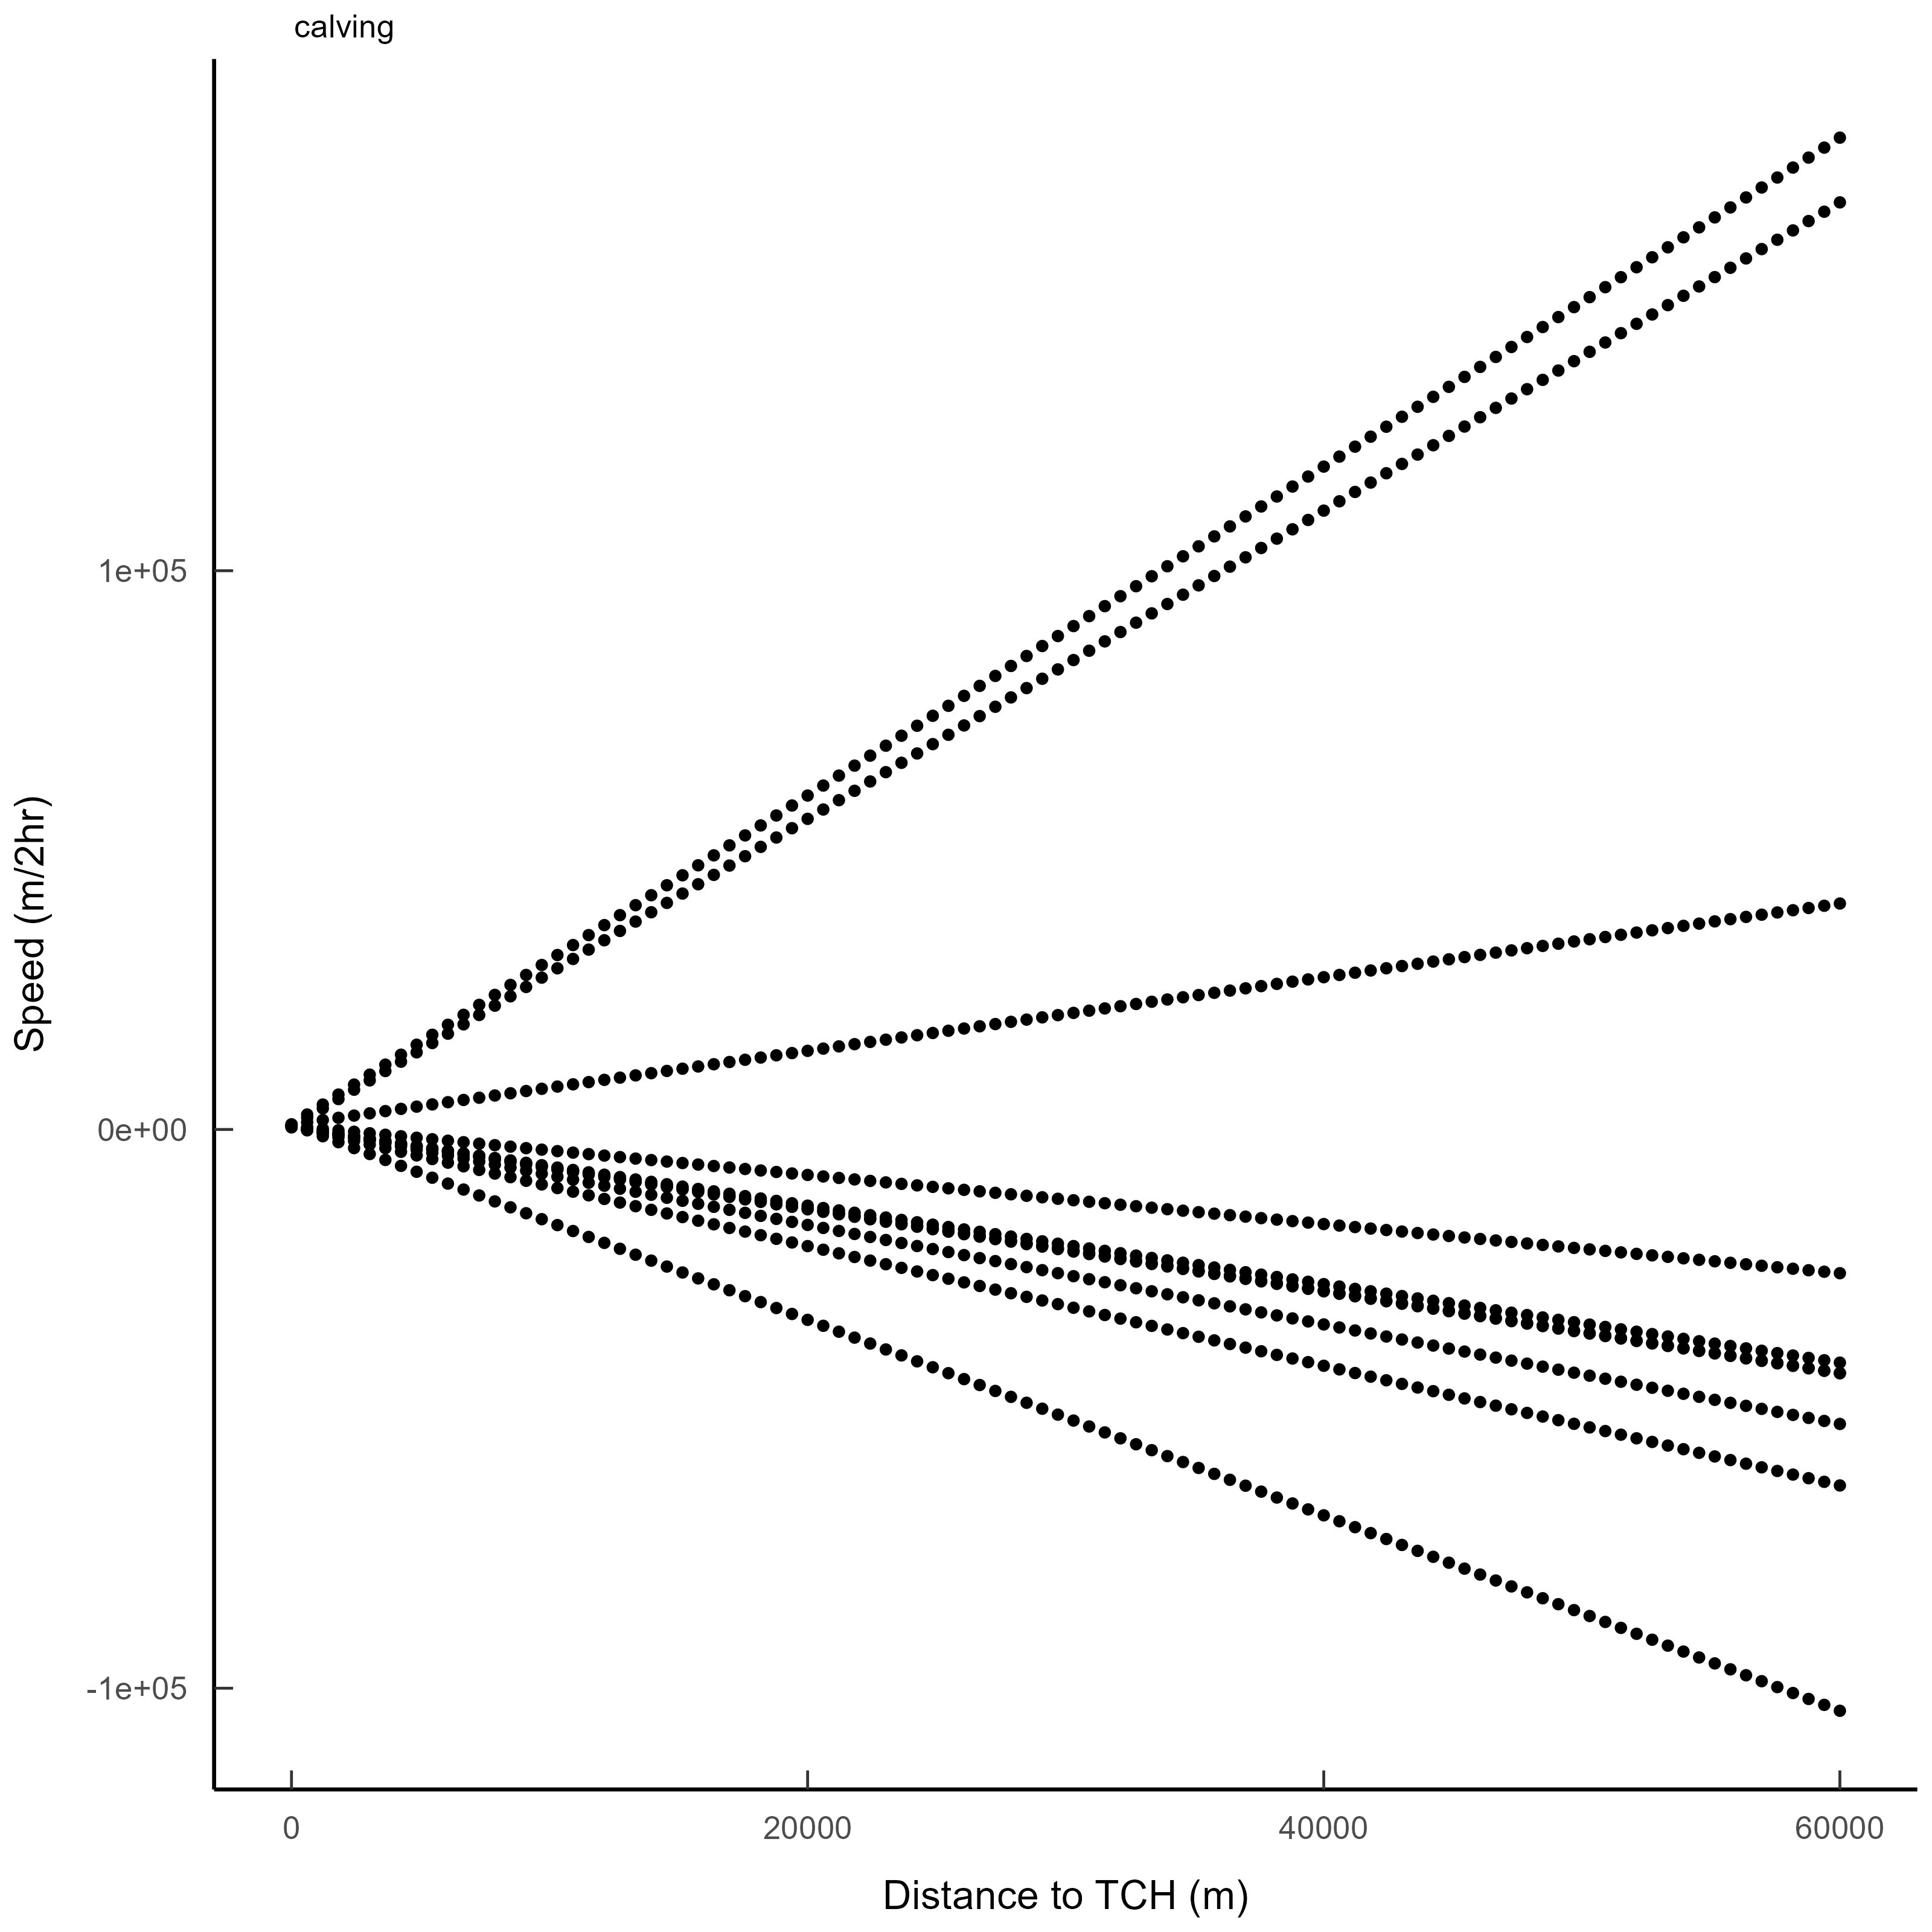 calving
1e+05
0e+00
-1e+05
Speed (m/2hr)
0 20000 40000 60000
Distance to TCH (m)